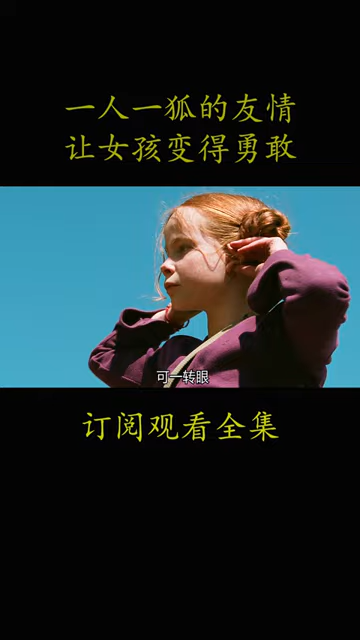 一人一狐的友情
让女孩变得勇敢
可一转眼
订阅观看全集